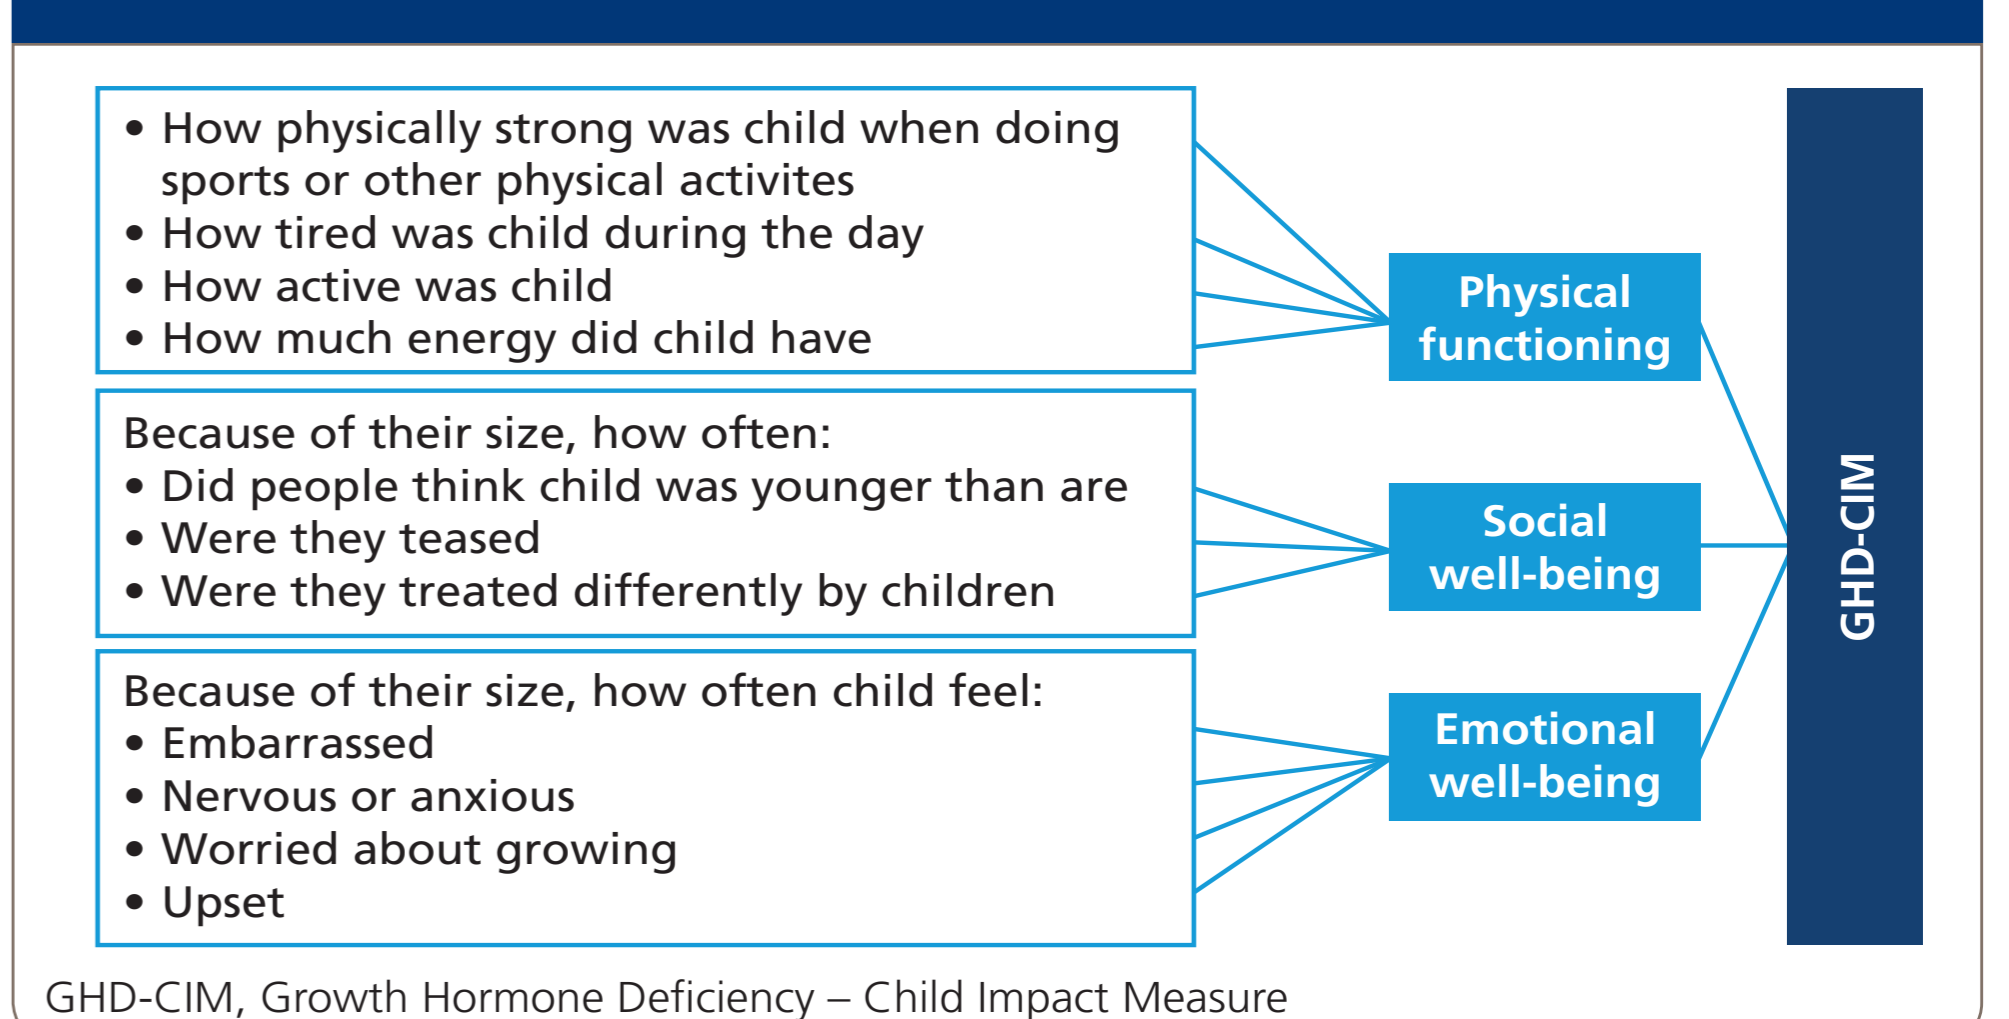 • How physically strong was child when doing
sports or other physical activites
• How tired was child during the day
• How active was child
• How much energy did child have
Because of their size, how often:
• Did people think child was younger than are
• Were they teased
• Were they treated differently by children
Because of their size, how often child feel:
• Embarrassed
• Nervous or anxious
• Worried about growing
• Upset
Physical
functioning
Social
well-being
Emotional
well-being
GHD-CIM
GHD-CIM, Growth Hormone Deficiency – Child Impact Measure